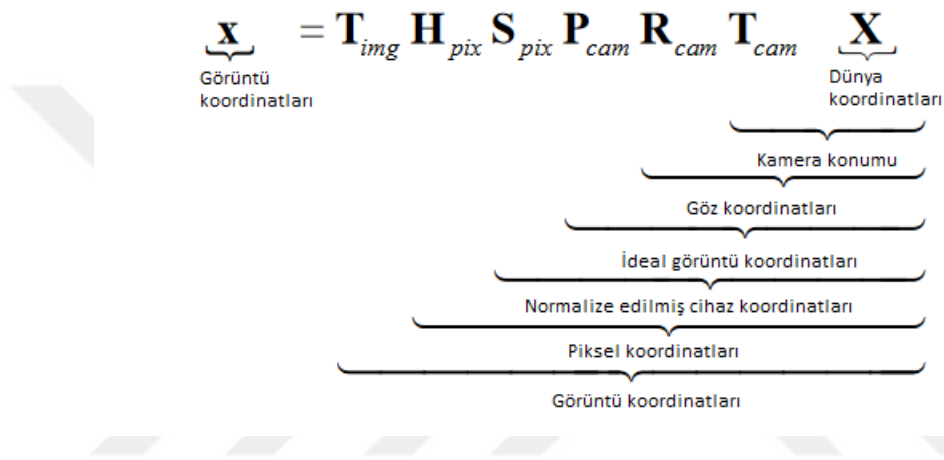 x = T_img H_pix S_pix P_cam R_cam T_cam X
Görüntü koordinatları
Dünya koordinatları
Kamera konumu
Göz koordinatları
İdeal görüntü koordinatları
Normalize edilmiş cihaz koordinatları
Piksel koordinatları
Görüntü koordinatları